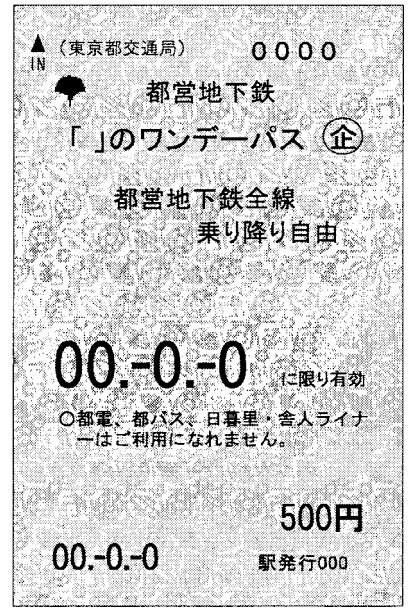 ▲ （東京都交通局） 0000
IN
都営地下鉄
「 」のワンデーパス ㊭
都営地下鉄全線
乗り降り自由
00.-0.-0 に限り有効
○都電、都バス、日暮里・舎人ライナ
ーはご利用になれません。
500円
00.-0.-0 駅発行000